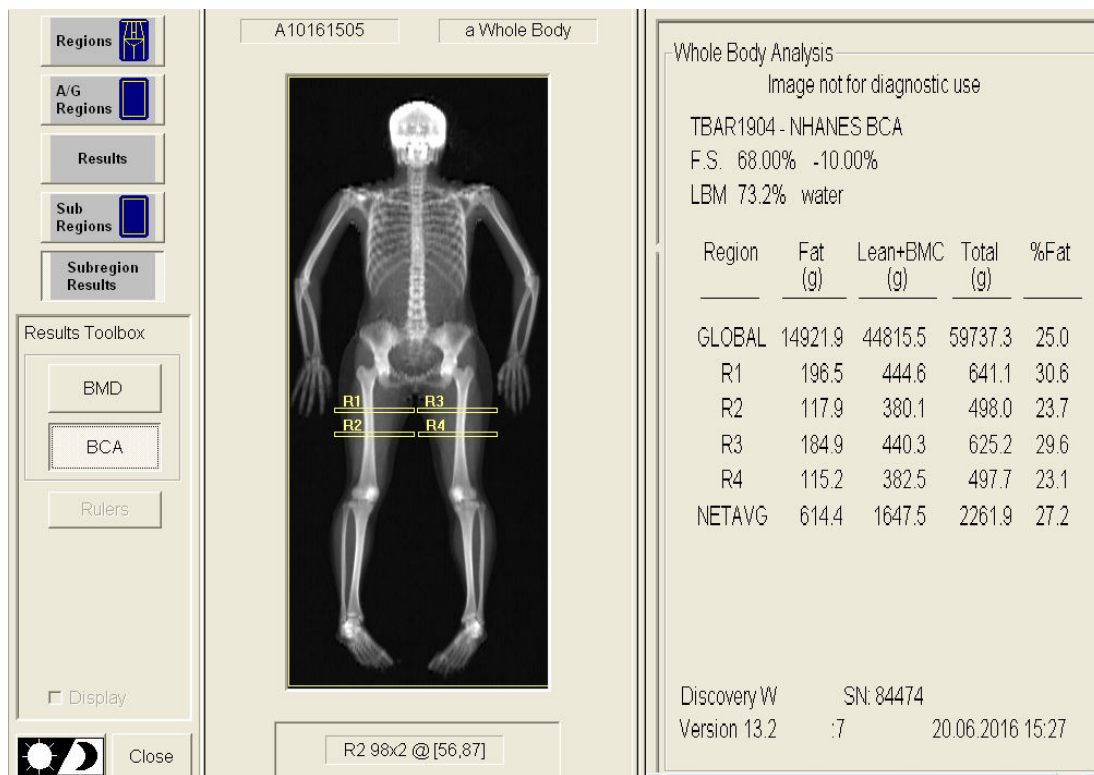 Regions
A/G
Regions
Results
Sub
Regions
Subregion
Results
Results Toolbox
BMD
BCA
Rulers
Display
Close
A10161505
a Whole Body
R1
R3
R2
R4
R2 98x2 @ [56,87]
Whole Body Analysis
Image not for diagnostic use
TBAR1904 - NHANES BCA
F.S. 68.00% -10.00%
LBM 73.2% water
Region Fat Lean+BMC Total %Fat
(g) (g) (g)
GLOBAL 14921.9 44815.5 59737.3 25.0
R1 196.5 444.6 641.1 30.6
R2 117.9 380.1 498.0 23.7
R3 184.9 440.3 625.2 29.6
R4 115.2 382.5 497.7 23.1
NETAVG 614.4 1647.5 2261.9 27.2
Discovery W SN: 84474
Version 13.2 :7 20.06.2016 15:27